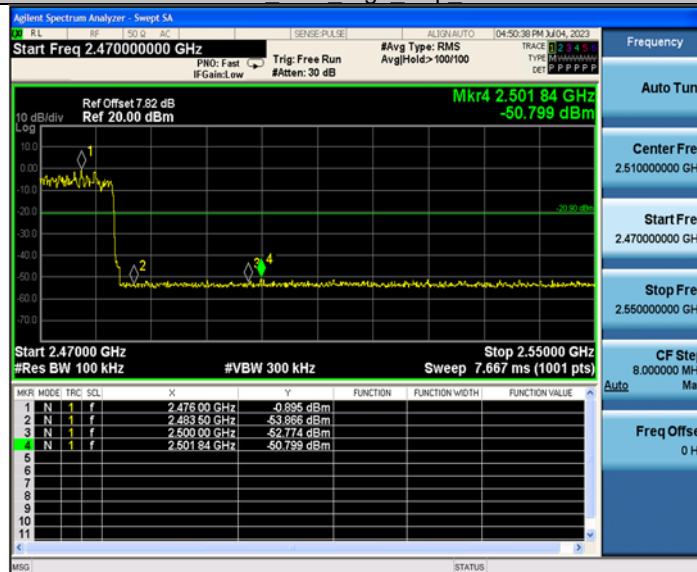 Agilent Spectrum Analyzer - Swept SA
RL RF 50 Ω AC SENSE:PULSE ALIGNAUTO 04:50:38 PM Jul 04, 2023
Start Freq 2.470000000 GHz
PNO: Fast
IFGain:Low
Trig: Free Run
#Atten: 30 dB
#Avg Type: RMS
Avg|Hold:>100/100
TRACE 1 2 3 4 5 6
TYPE M
DET P P P P P P
Ref Offset 7.82 dB
Ref 20.00 dBm
10 dB/div
Log
Mkr4 2.501 84 GHz
-50.799 dBm
10.0
0.00
-10.0
-20.0
-30.0
-40.0
-50.0
-60.0
-70.0
1
2
3
4
-20.90 dBm
Start 2.47000 GHz Stop 2.55000 GHz
#Res BW 100 kHz #VBW 300 kHz Sweep 7.667 ms (1001 pts)
MKR MODE TRC SCL X Y FUNCTION FUNCTION WIDTH FUNCTION VALUE
1 N 1 f 2.476 00 GHz -0.895 dBm
2 N 1 f 2.483 50 GHz -53.866 dBm
3 N 1 f 2.500 00 GHz -52.774 dBm
4 N 1 f 2.501 84 GHz -50.799 dBm
5
6
7
8
9
10
11
MSG STATUS
Frequency
Auto Tun
Center Fre
2.510000000 GH
Start Fre
2.470000000 GH
Stop Fre
2.550000000 GH
CF Step
8.000000 MH
Auto Ma
Freq Offse
0 H